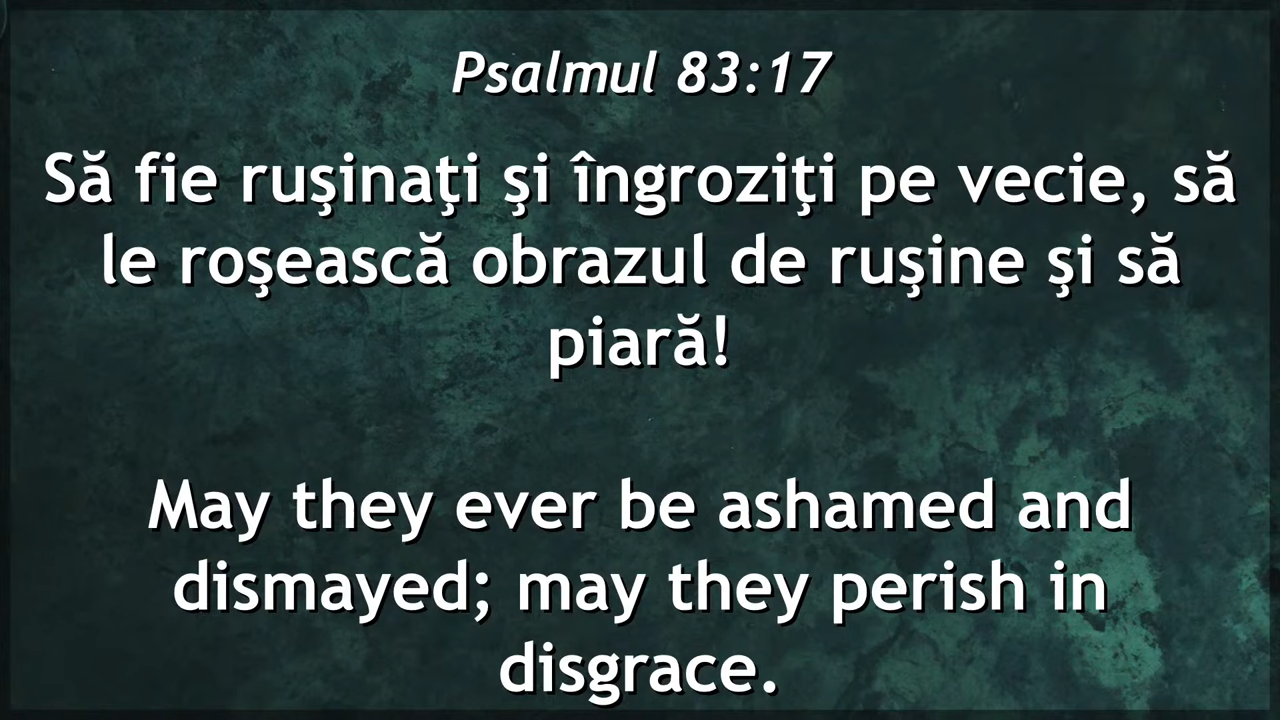 Psalmul 83:17
Să fie ruşinaţi şi îngroziţi pe vecie, să
le roşească obrazul de ruşine şi să
piară!
May they ever be ashamed and
dismayed; may they perish in
disgrace.